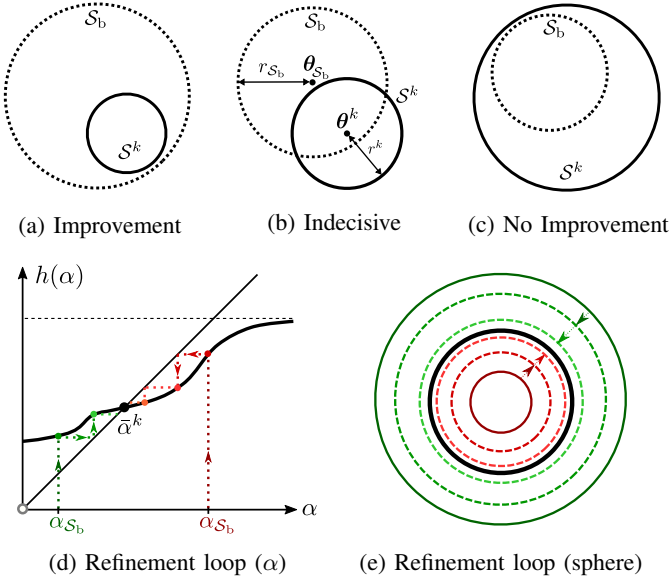 𝒮_b
𝒮^k
(a) Improvement
𝒮_b
θ_{𝒮_b}
r_{𝒮_b}
𝒮^k
θ^k
r^k
(b) Indecisive
𝒮_b
𝒮^k
(c) No Improvement
h(α)
ᾱ^k
α_{𝒮_b}
α_{𝒮_b}
α
(d) Refinement loop (α)
(e) Refinement loop (sphere)